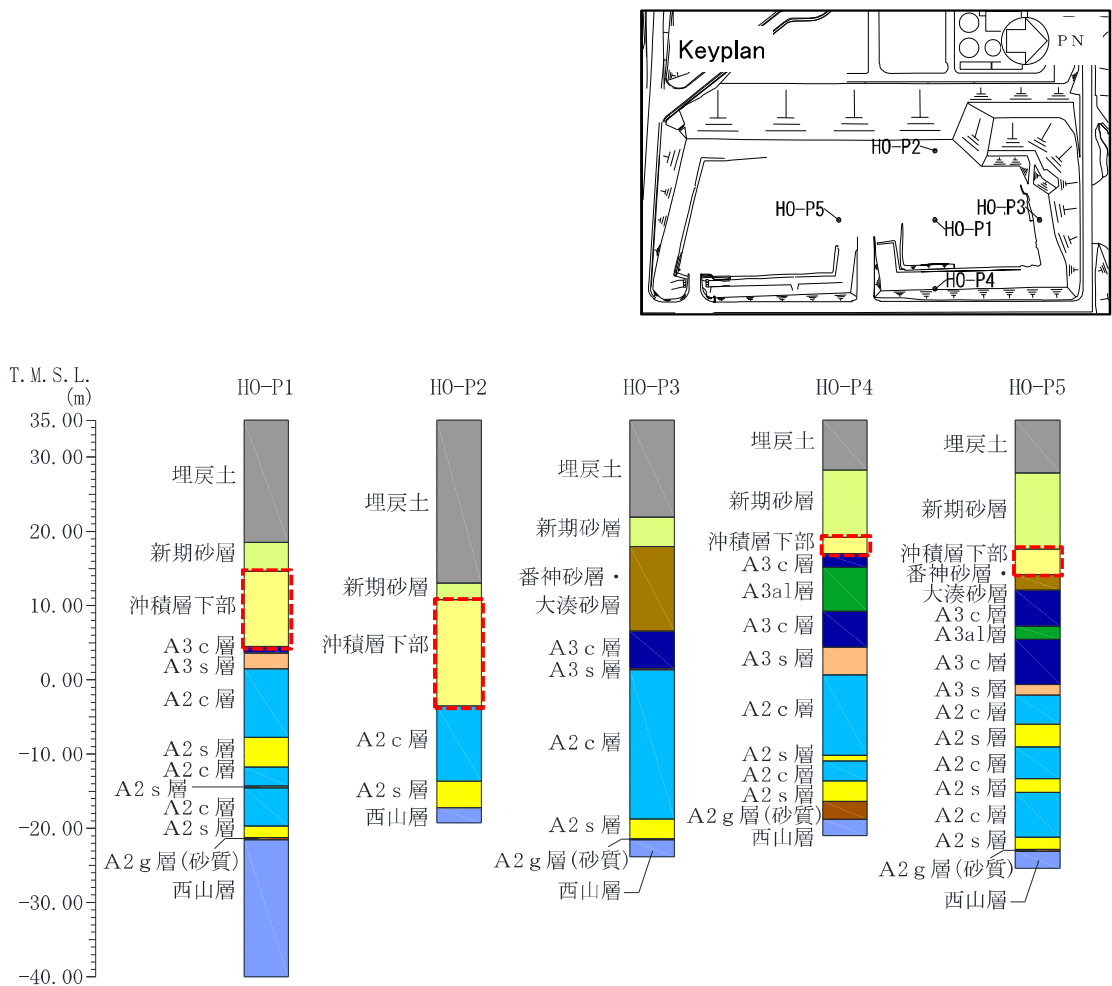 Keyplan
PN
HO-P2
HO-P5
HO-P3
HO-P1
HO-P4
T.M.S.L.
(m)
HO-P1
HO-P2
HO-P3
HO-P4
HO-P5
35.00
30.00
20.00
10.00
0.00
-10.00
-20.00
-30.00
-40.00
埋戻土
新期砂層
沖積層下部
A3c層
A3s層
A2c層
A2s層
A2c層
A2s層
A2c層
A2s層
A2g層(砂質)
西山層
埋戻土
新期砂層
沖積層下部
A2c層
A2s層
西山層
埋戻土
新期砂層
番神砂層・
大湊砂層
A3c層
A3s層
A2c層
A2s層
A2g層(砂質)
西山層
埋戻土
新期砂層
沖積層下部
A3c層
A3al層
A3c層
A3s層
A2c層
A2s層
A2c層
A2s層
A2g層(砂質)
西山層
埋戻土
新期砂層
沖積層下部
番神砂層・
大湊砂層
A3c層
A3al層
A3c層
A3s層
A2c層
A2s層
A2c層
A2s層
A2c層
A2s層
A2g層(砂質)
西山層